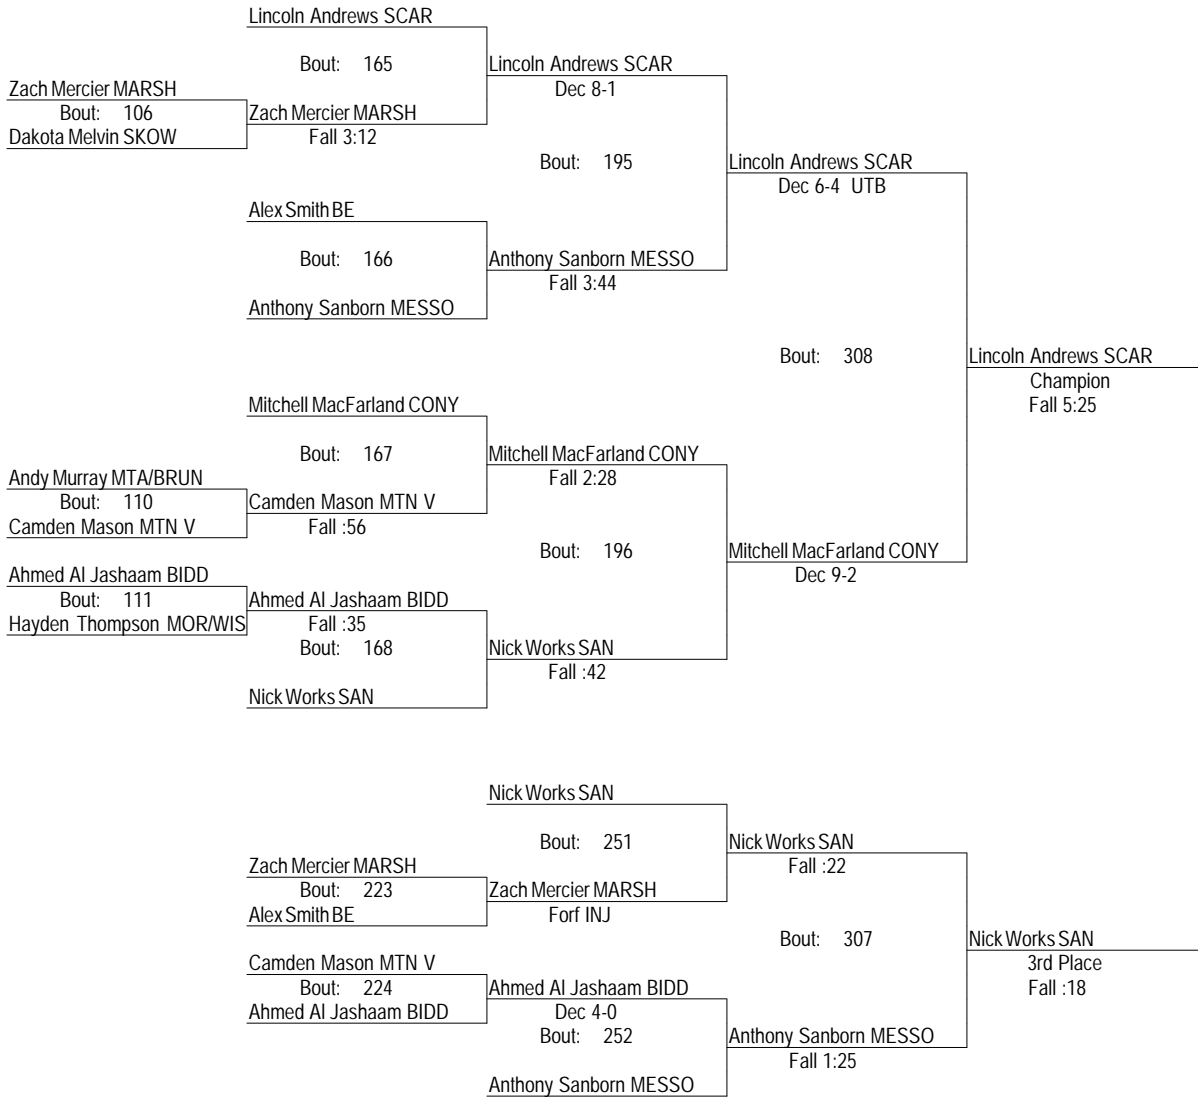 Lincoln Andrews SCAR
Bout: 165
Lincoln Andrews SCAR
Zach Mercier MARSH
Dec 8-1
Bout: 106
Zach Mercier MARSH
Dakota Melvin SKOW
Fall 3:12
Bout: 195
Lincoln Andrews SCAR
Dec 6-4 UTB
Alex Smith BE
Bout: 166
Anthony Sanborn MESSO
Fall 3:44
Anthony Sanborn MESSO
Bout: 308
Lincoln Andrews SCAR
Champion
Fall 5:25
Mitchell MacFarland CONY
Bout: 167
Mitchell MacFarland CONY
Andy Murray MTA/BRUN
Fall 2:28
Bout: 110
Camden Mason MTN V
Camden Mason MTN V
Fall :56
Bout: 196
Mitchell MacFarland CONY
Dec 9-2
Ahmed Al Jashaam BIDD
Bout: 111
Ahmed Al Jashaam BIDD
Hayden Thompson MOR/WIS
Fall :35
Bout: 168
Nick Works SAN
Fall :42
Nick Works SAN
Nick Works SAN
Bout: 251
Nick Works SAN
Fall :22
Zach Mercier MARSH
Bout: 223
Zach Mercier MARSH
Alex Smith BE
Forf INJ
Bout: 307
Nick Works SAN
3rd Place
Fall :18
Camden Mason MTN V
Bout: 224
Ahmed Al Jashaam BIDD
Ahmed Al Jashaam BIDD
Dec 4-0
Bout: 252
Anthony Sanborn MESSO
Fall 1:25
Anthony Sanborn MESSO